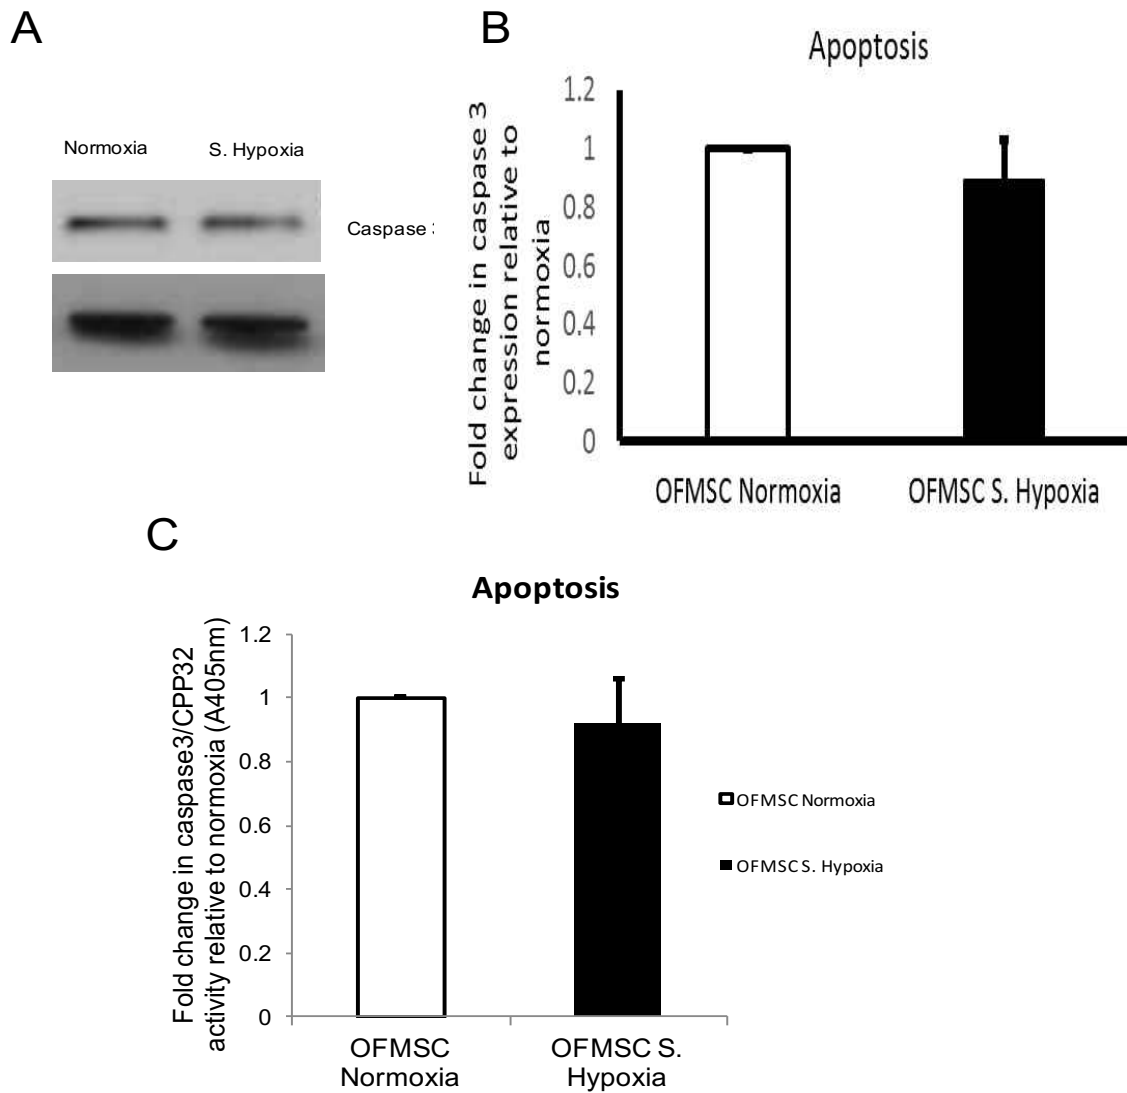 A
Normoxia
S. Hypoxia
Caspase
B
Apoptosis
Fold change in caspase 3
expression relative to
normoxia
1.2
1
0.8
0.6
0.4
0.2
0
OFMSC Normoxia
OFMSC S. Hypoxia
C
Apoptosis
Fold change in caspase3/CPP32
activity relative to normoxia (A405nm)
1.2
1
0.8
0.6
0.4
0.2
0
OFMSC
Normoxia
OFMSC S.
Hypoxia
OFMSC Normoxia
OFMSC S. Hypoxia